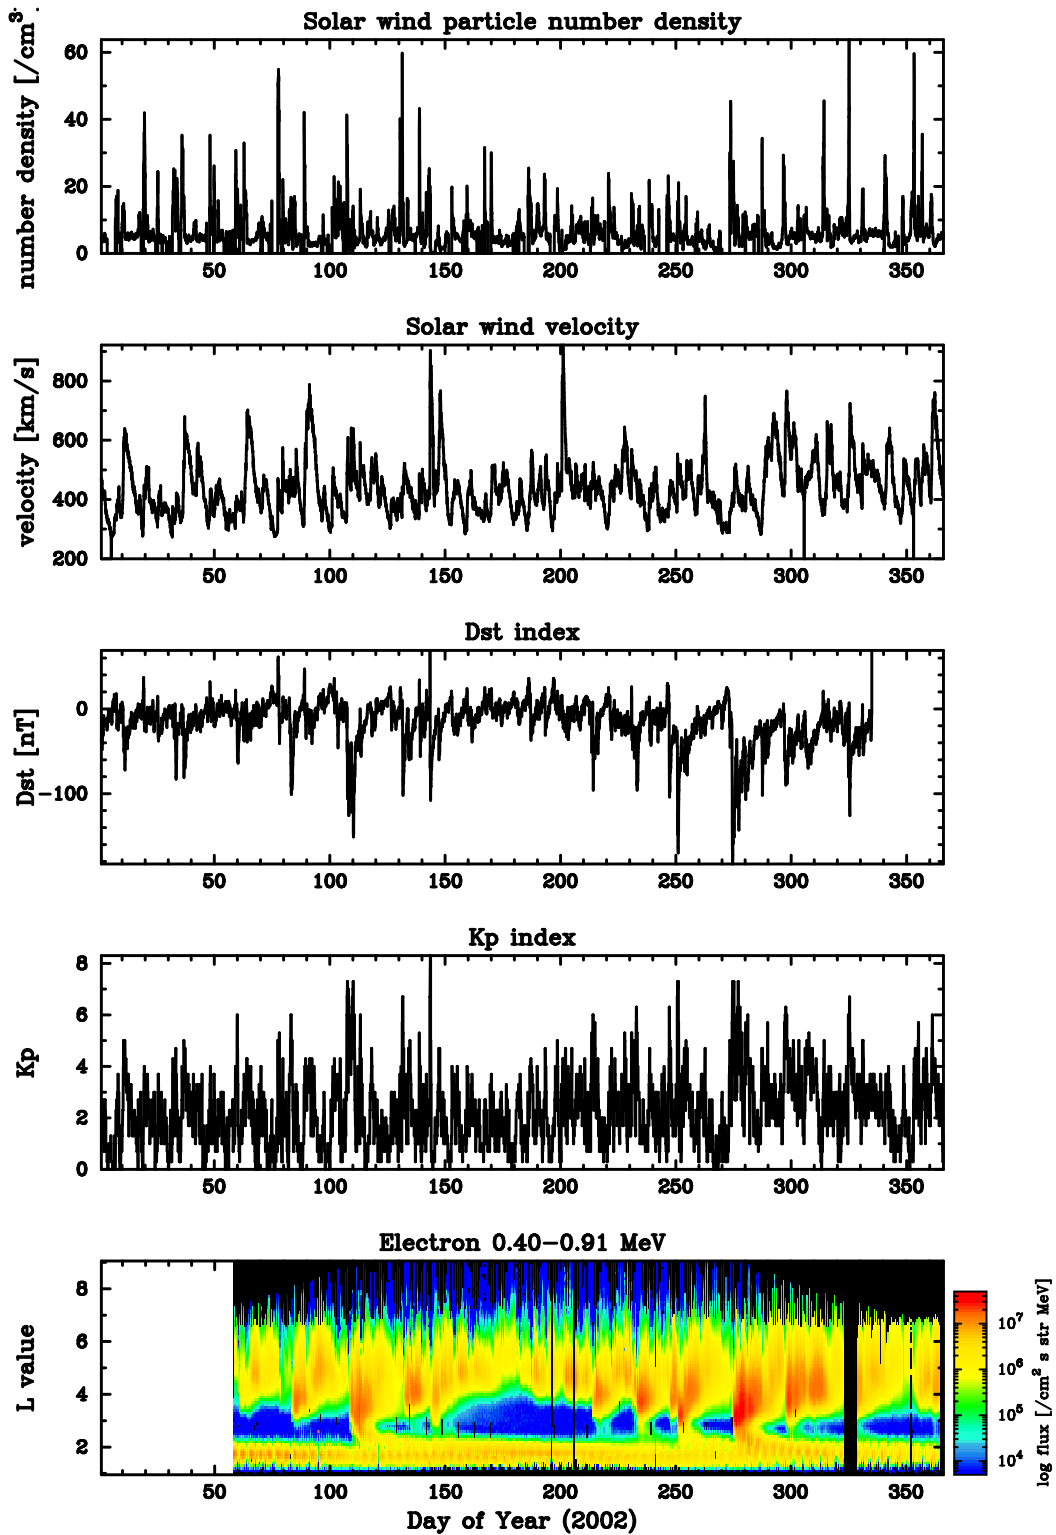 Solar wind particle number density
number density [/cm³.
60
40
20
0
50 100 150 200 250 300 350
Solar wind velocity
velocity [km/s]
800
600
400
200
50 100 150 200 250 300 350
Dst index
Dst [nT]
0
−100
50 100 150 200 250 300 350
Kp index
Kp
8
6
4
2
0
50 100 150 200 250 300 350
Electron 0.40−0.91 MeV
L value
8
6
4
2
50 100 150 200 250 300 350
Day of Year (2002)
10⁷
10⁶
10⁵
10⁴
log flux [/cm² s str MeV]